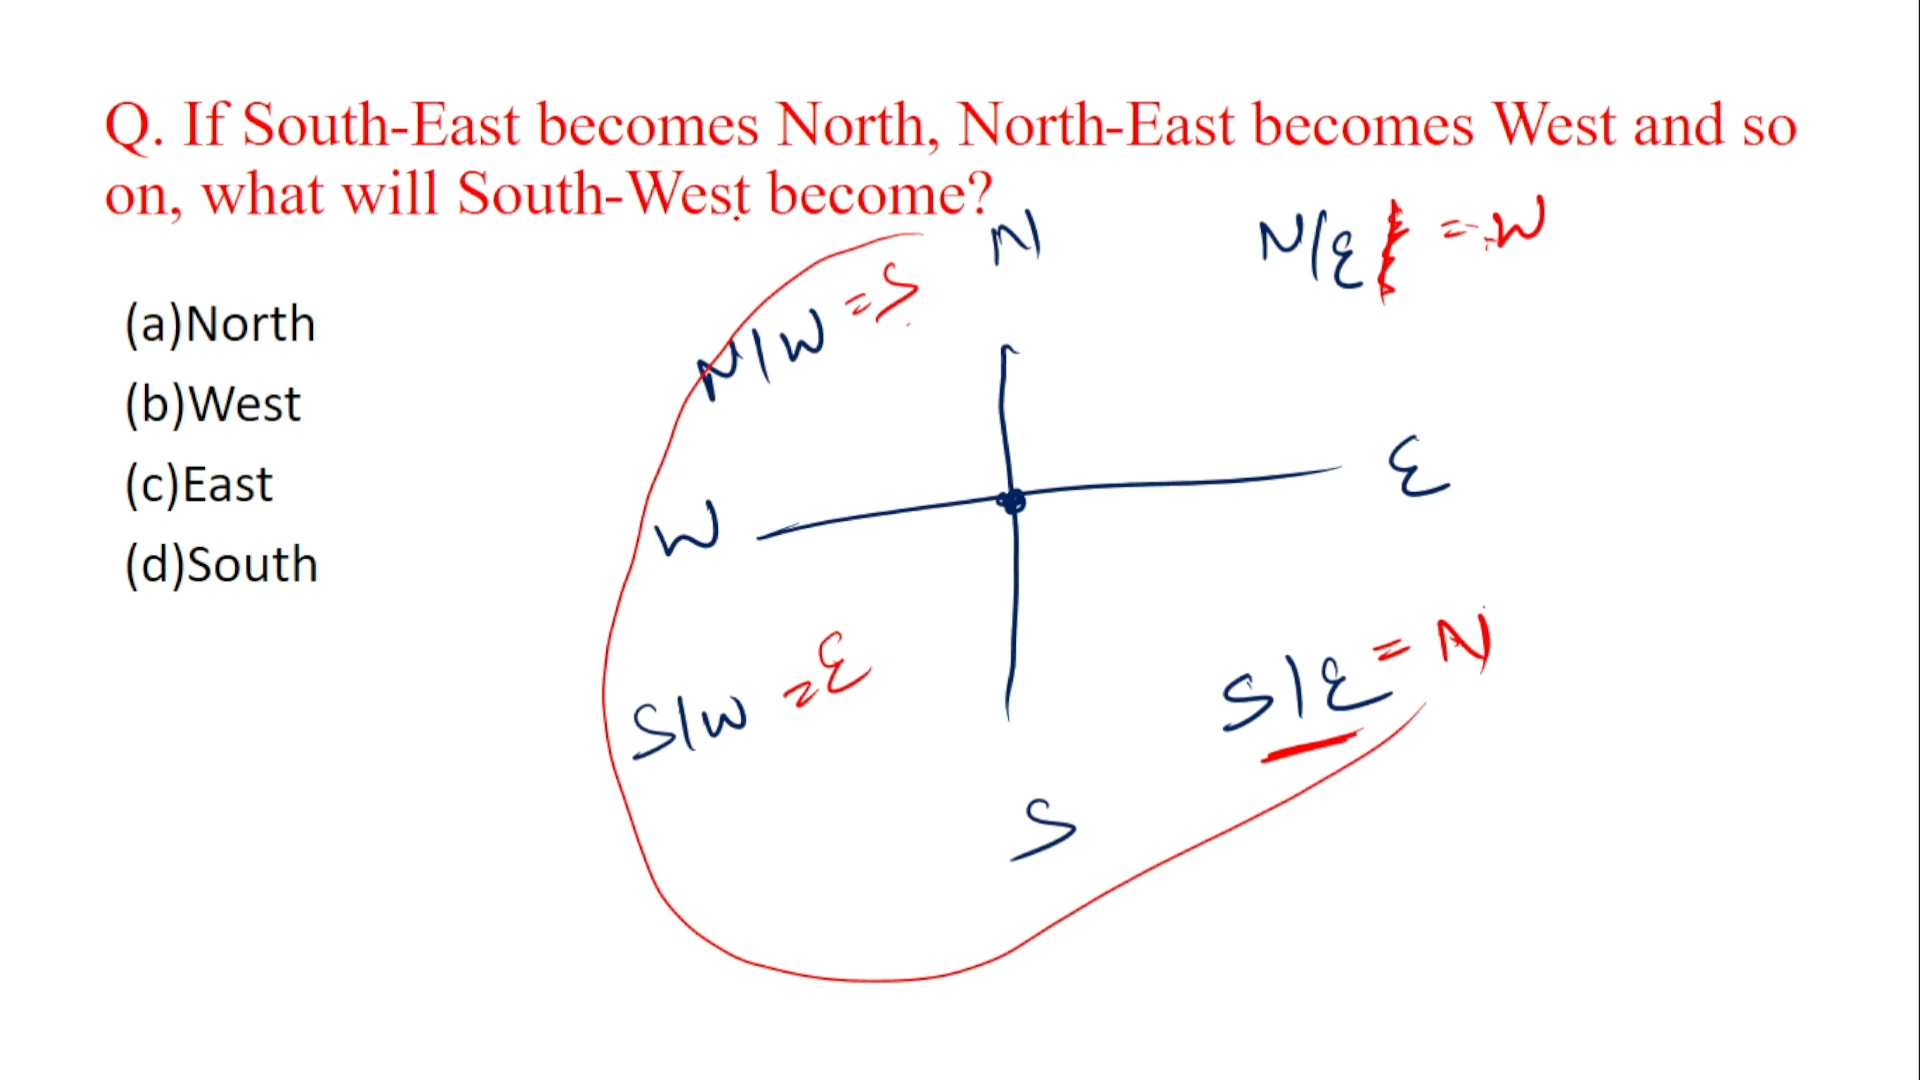 Q. If South-East becomes North, North-East becomes West and so
on, what will South-West become?
N
N/E = W
N/W = S
(a)North
(b)West
(c)East
(d)South
E
W
S/W = E
S/E = N
S